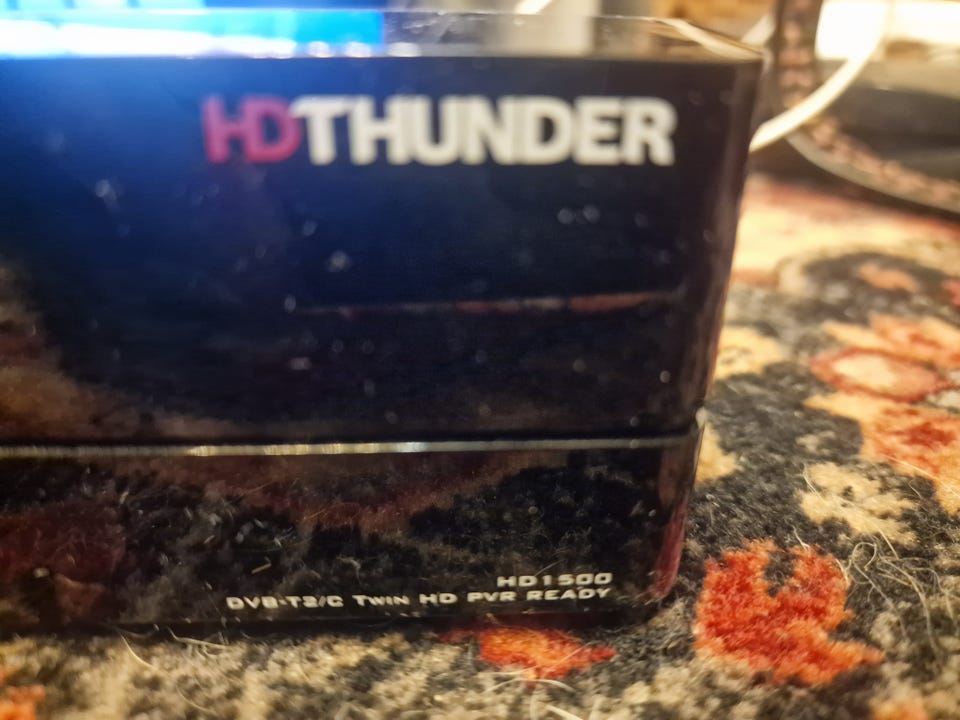 HDTHUNDER
HD1500
DVB-T2/C Twin HD PVR READY